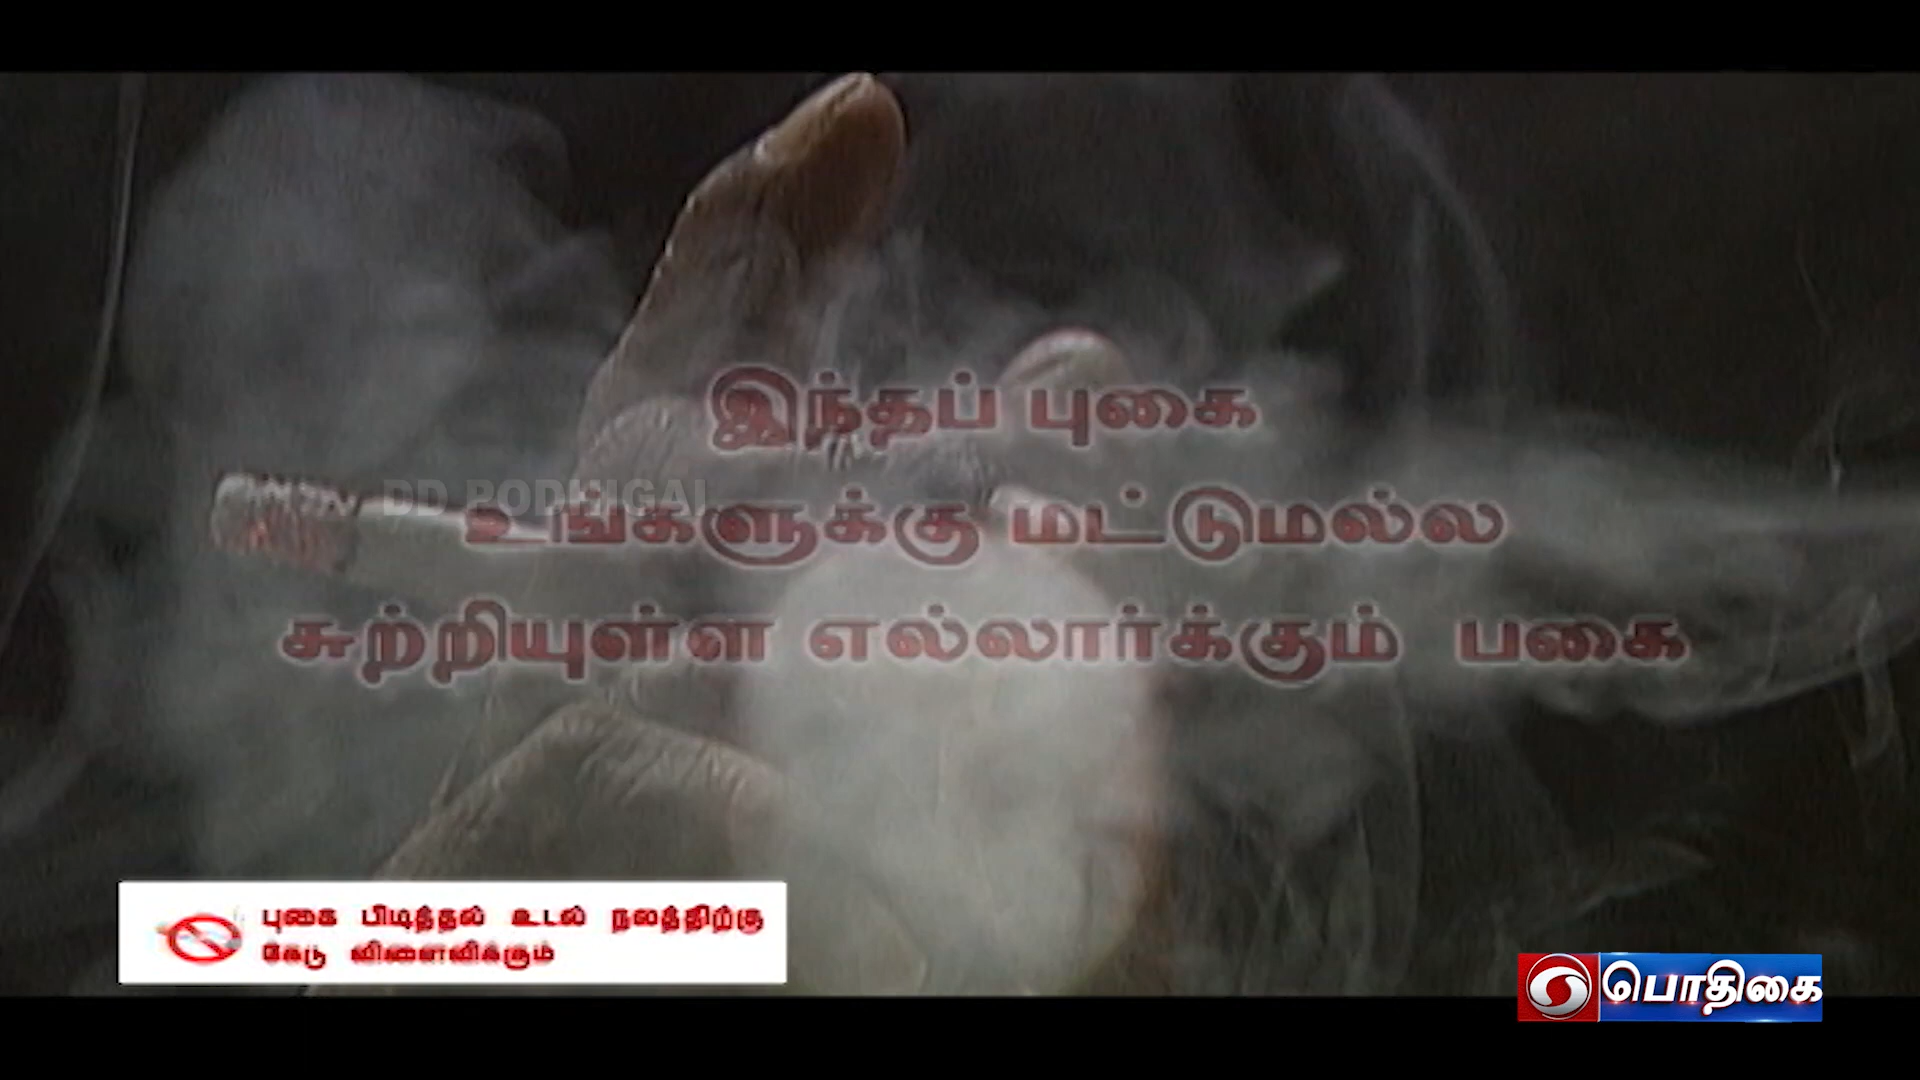 இந்தப் புகை
DD PODHIGAI
உங்களுக்கு மட்டுமல்ல
சுற்றியுள்ள எல்லார்க்கும் பகை
புகை பிடித்தல் உடல் நலத்திற்கு
கேடு விளைவிக்கும்
பொதிகை